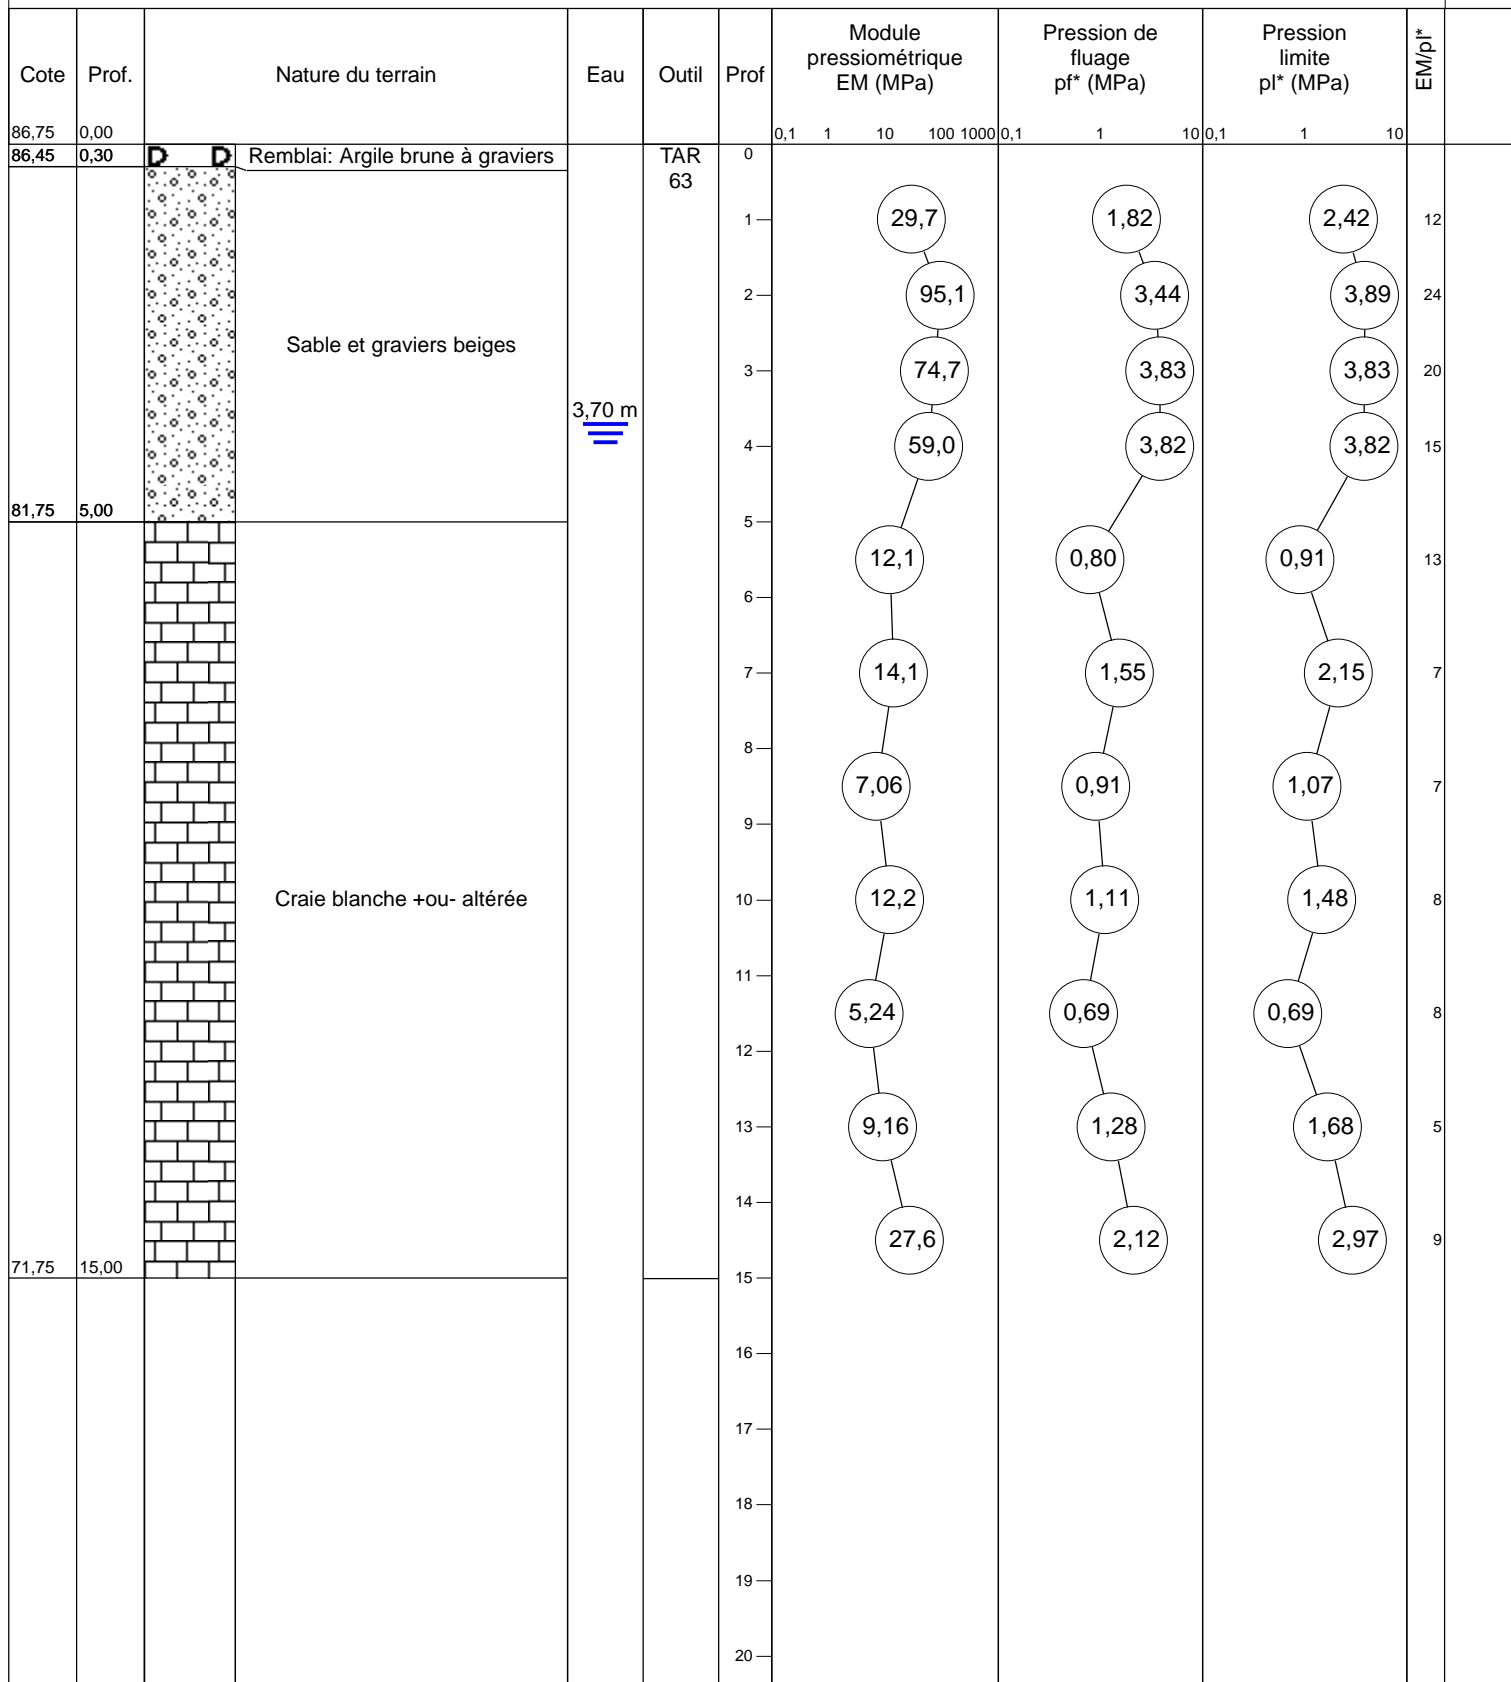 Cote Prof. Nature du terrain Eau Outil Prof Module pressiométrique EM (MPa) Pression de fluage pf* (MPa) Pression limite pl* (MPa) EM/pl*
86,75 0,00 0,1 1 10 100 1000 0,1 1 10 0,1 1 10
86,45 0,30 D D Remblai: Argile brune à graviers TAR 0
63
1 29,7 1,82 2,42 12
2 95,1 3,44 3,89 24
Sable et graviers beiges
3 74,7 3,83 3,83 20
3,70 m
4 59,0 3,82 3,82 15
81,75 5,00
5
12,1 0,80 0,91 13
6
7 14,1 1,55 2,15 7
8
7,06 0,91 1,07 7
9
Craie blanche +ou- altérée 10 12,2 1,11 1,48 8
11
5,24 0,69 0,69 8
12
13 9,16 1,28 1,68 5
14
27,6 2,12 2,97 9
71,75 15,00
15
16
17
18
19
20